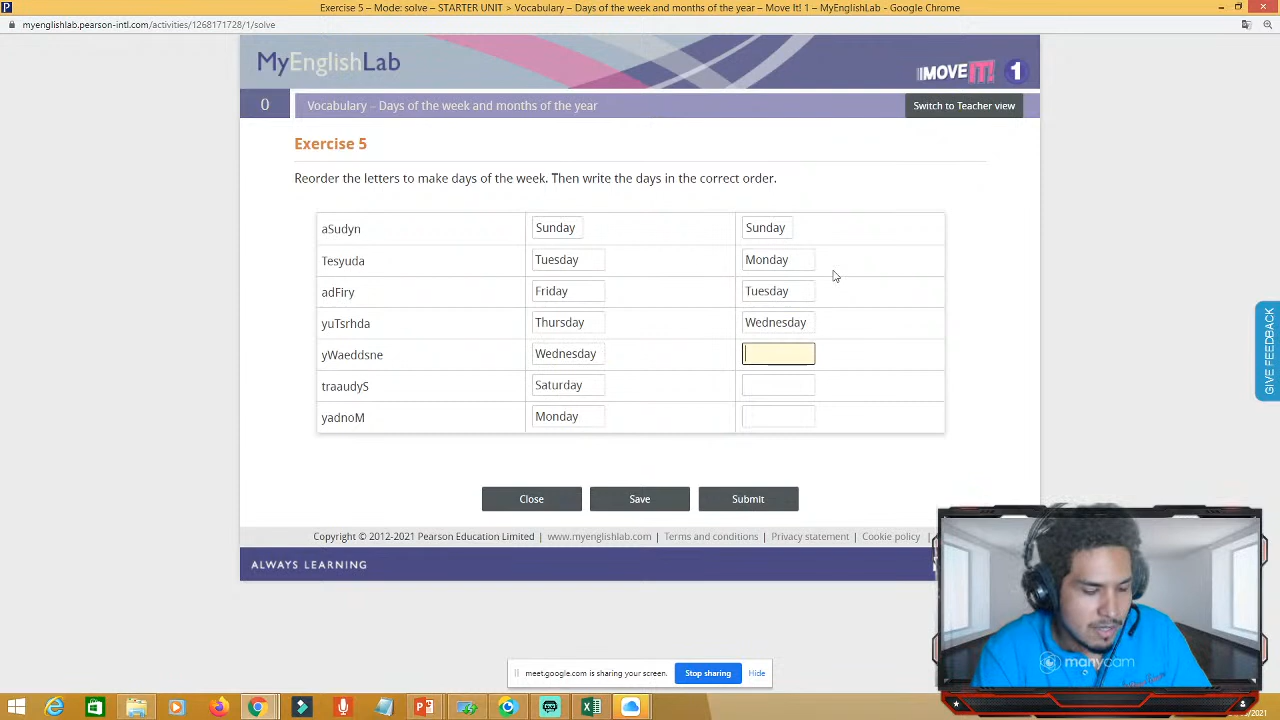 Exercise 5 – Mode: solve – STARTER UNIT > Vocabulary – Days of the week and months of the year – Move It! 1 – MyEnglishLab - Google Chrome
myenglishlab.pearson-intl.com/activities/1268171728/1/solve
MyEnglishLab
MOVE IT! 1
0 Vocabulary – Days of the week and months of the year Switch to Teacher view
Exercise 5
Reorder the letters to make days of the week. Then write the days in the correct order.
aSudyn Sunday Sunday
Tesyuda Tuesday Monday
adFiry Friday Tuesday
yuTsrhda Thursday Wednesday
yWaeddsne Wednesday
traaudyS Saturday
yadnoM Monday
GIVE FEEDBACK
Close Save Submit
Copyright © 2012-2021 Pearson Education Limited | www.myenglishlab.com | Terms and conditions | Privacy statement | Cookie policy |
ALWAYS LEARNING
manycam
meet.google.com is sharing your screen. Stop sharing Hide